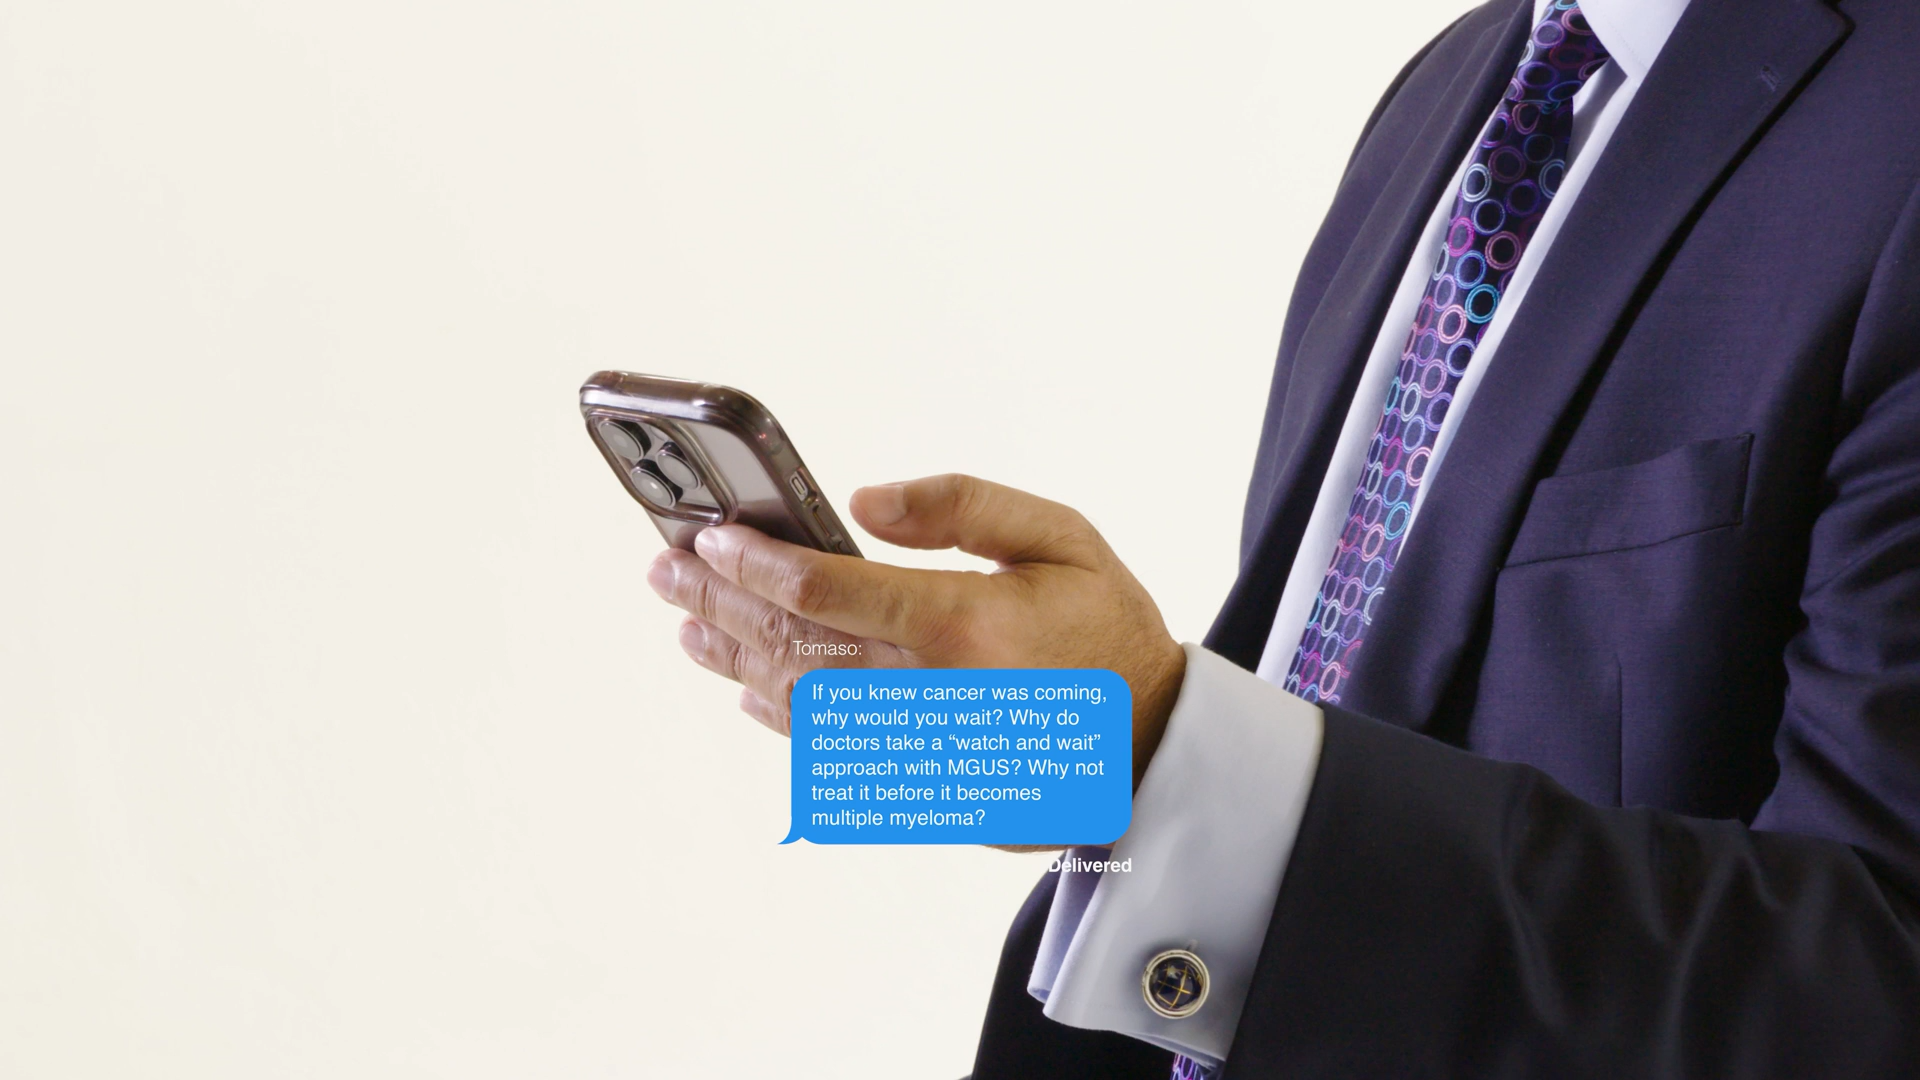 Tomaso:
If you knew cancer was coming,
why would you wait? Why do
doctors take a “watch and wait”
approach with MGUS? Why not
treat it before it becomes
multiple myeloma?
Delivered